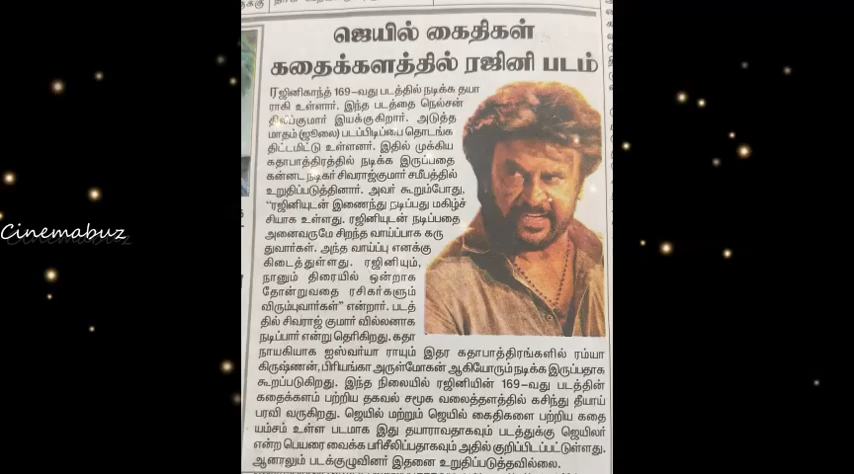 ஜெயில் கைதிகள்
கதைக்களத்தில் ரஜினி படம்
ரஜினிகாந்த் 169-வது படத்தில் நடிக்க தயா
ராகி உள்ளார். இந்த படத்தை நெல்சன்
திலீப்குமார் இயக்குகிறார். அடுத்த
மாதம் (ஜூலை) படப்பிடிப்பை தொடங்க
திட்டமிட்டு உள்ளனர். இதில் முக்கிய
கதாபாத்திரத்தில் நடிக்க இருப்பதை
கன்னட நடிகர் சிவராஜ்குமார் சமீபத்தில்
உறுதிப்படுத்தினார். அவர் கூறும்போது,
"ரஜினியுடன் இணைந்து நடிப்பது மகிழ்ச்
சியாக உள்ளது. ரஜினியுடன் நடிப்பதை
அனைவருமே சிறந்த வாய்ப்பாக கரு
துவார்கள். அந்த வாய்ப்பு எனக்கு
கிடைத்துள்ளது. ரஜினியும்,
நானும் திரையில் ஒன்றாக
தோன்றுவதை ரசிகர்களும்
விரும்புவார்கள்" என்றார். படத்
தில் சிவராஜ் குமார் வில்லனாக
நடிப்பார் என்று தெரிகிறது. கதா
நாயகியாக ஐஸ்வர்யா ராயும் இதர கதாபாத்திரங்களில் ரம்யா
கிருஷ்ணன், பிரியங்கா அருள்மோகன் ஆகியோரும் நடிக்க இருப்பதாக
கூறப்படுகிறது. இந்த நிலையில் ரஜினியின் 169-வது படத்தின்
கதைக்களம் பற்றிய தகவல் சமூக வலைத்தளத்தில் கசிந்து தீயாய்
பரவி வருகிறது. ஜெயில் மற்றும் ஜெயில் கைதிகளை பற்றிய கதை
யம்சம் உள்ள படமாக இது தயாராவதாகவும் படத்துக்கு ஜெயிலர்
என்ற பெயரை வைக்க பரிசீலிப்பதாகவும் அதில் குறிப்பிடப்பட்டுள்ளது.
ஆனாலும் படக்குழுவினர் இதனை உறுதிப்படுத்தவில்லை.
Cinemabuz